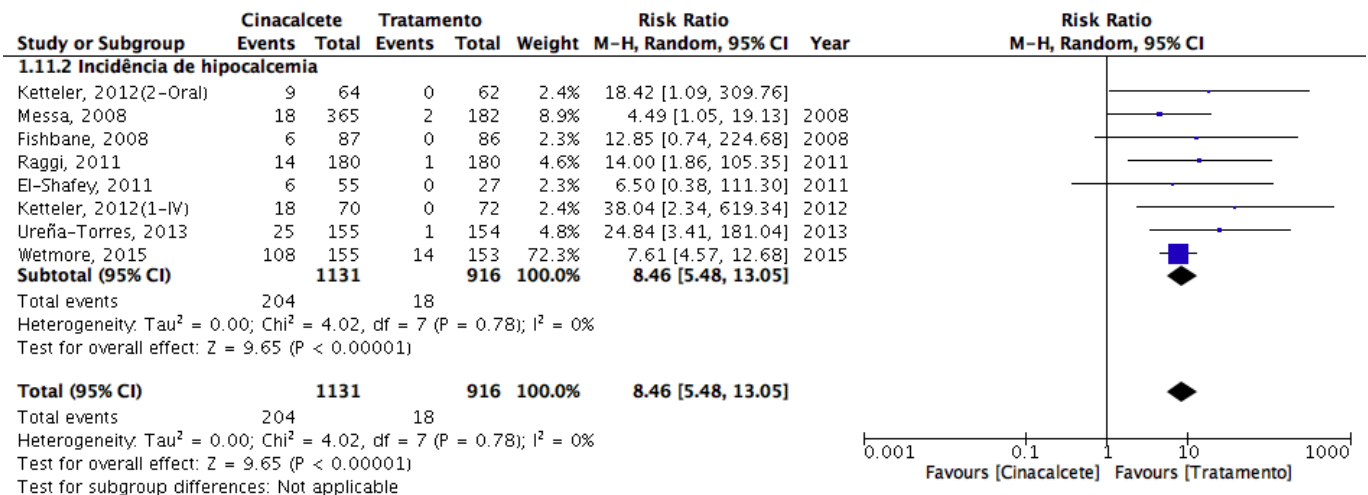 Cinacalcete Tratamento Risk Ratio Risk Ratio
Study or Subgroup Events Total Events Total Weight M-H, Random, 95% CI Year M-H, Random, 95% CI
1.11.2 Incidência de hipocalcemia
Ketteler, 2012(2-Oral) 9 64 0 62 2.4% 18.42 [1.09, 309.76]
Messa, 2008 18 365 2 182 8.9% 4.49 [1.05, 19.13] 2008
Fishbane, 2008 6 87 0 86 2.3% 12.85 [0.74, 224.68] 2008
Raggi, 2011 14 180 1 180 4.6% 14.00 [1.86, 105.35] 2011
El-Shafey, 2011 6 55 0 27 2.3% 6.50 [0.38, 111.30] 2011
Ketteler, 2012(1-IV) 18 70 0 72 2.4% 38.04 [2.34, 619.34] 2012
Ureña-Torres, 2013 25 155 1 154 4.8% 24.84 [3.41, 181.04] 2013
Wetmore, 2015 108 155 14 153 72.3% 7.61 [4.57, 12.68] 2015
Subtotal (95% CI) 1131 916 100.0% 8.46 [5.48, 13.05]
Total events 204 18
Heterogeneity: Tau² = 0.00; Chi² = 4.02, df = 7 (P = 0.78); I² = 0%
Test for overall effect: Z = 9.65 (P < 0.00001)
Total (95% CI) 1131 916 100.0% 8.46 [5.48, 13.05]
Total events 204 18
Heterogeneity: Tau² = 0.00; Chi² = 4.02, df = 7 (P = 0.78); I² = 0%
Test for overall effect: Z = 9.65 (P < 0.00001)
Test for subgroup differences: Not applicable
0.001 0.1 1 10 1000
Favours [Cinacalcete] Favours [Tratamento]